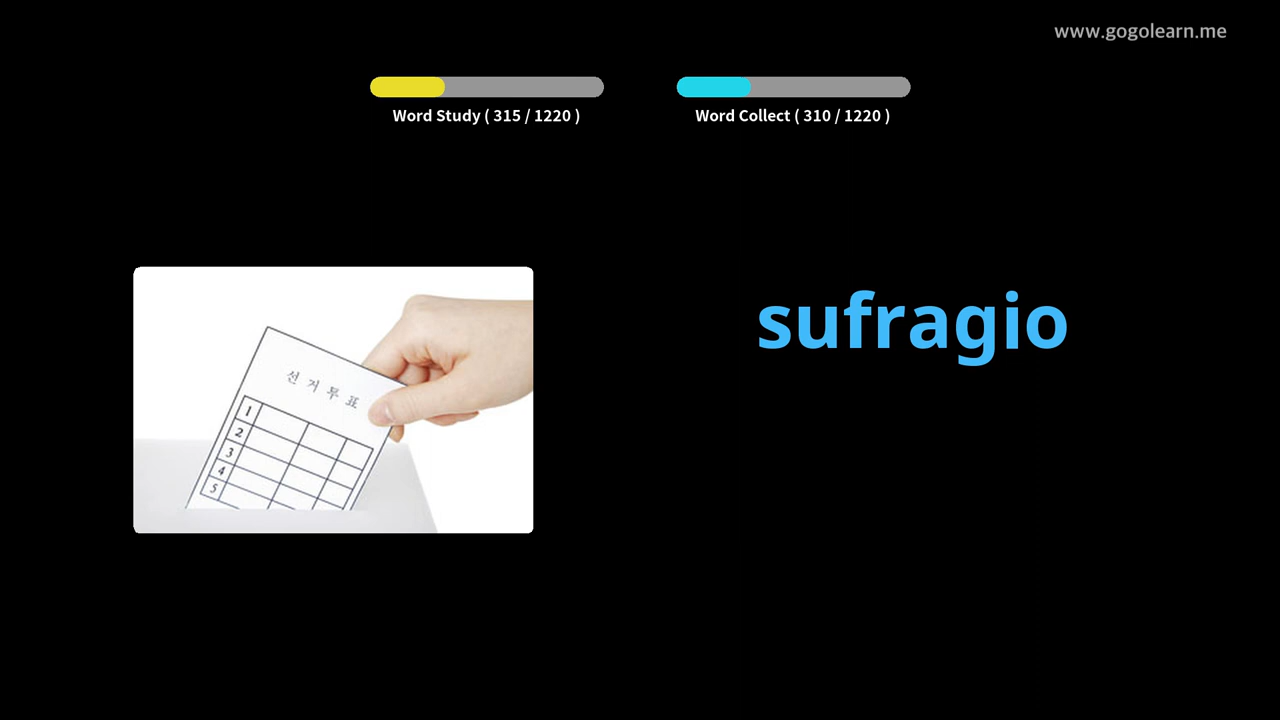 www.gogolearn.me
Word Study ( 315 / 1220 )
Word Collect ( 310 / 1220 )
sufragio
선거투표
1
2
3
4
5